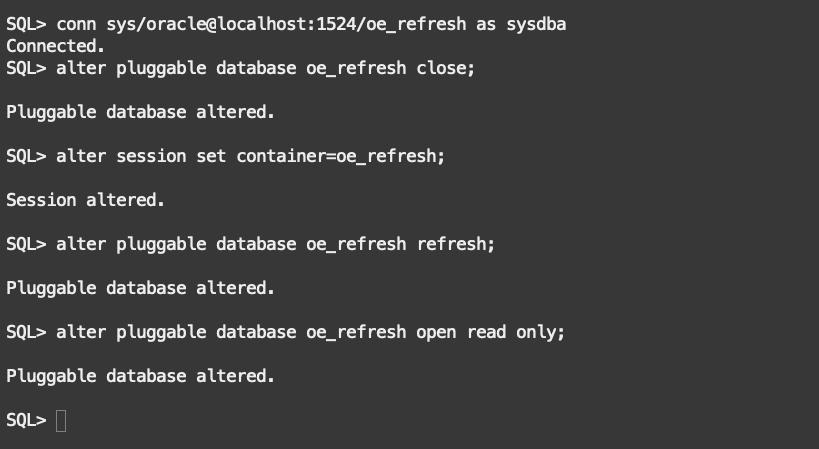 SQL> conn sys/oracle@localhost:1524/oe_refresh as sysdba
Connected.
SQL> alter pluggable database oe_refresh close;
Pluggable database altered.
SQL> alter session set container=oe_refresh;
Session altered.
SQL> alter pluggable database oe_refresh refresh;
Pluggable database altered.
SQL> alter pluggable database oe_refresh open read only;
Pluggable database altered.
SQL>